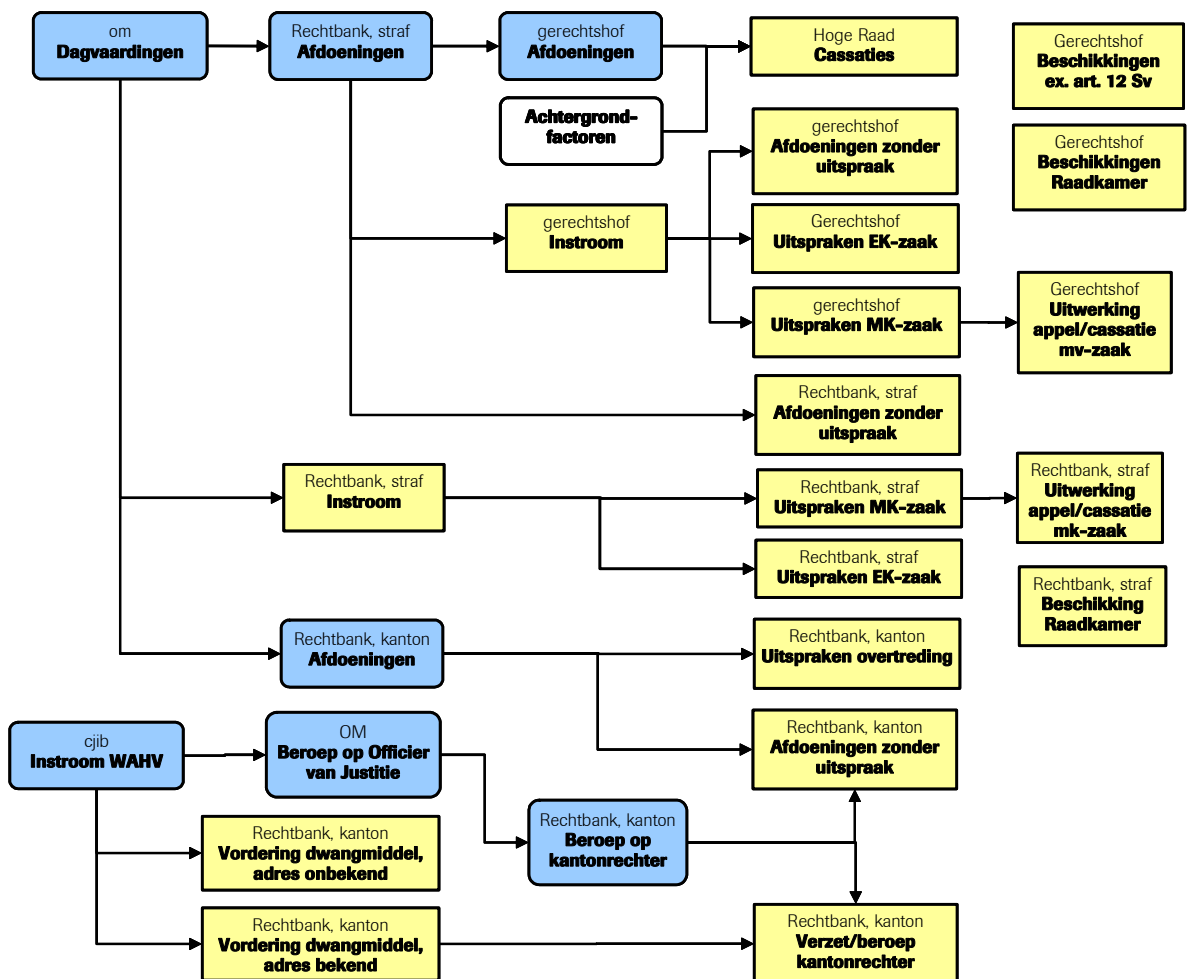 om
Dagvaardingen
Rechtbank, straf
Afdoeningen
gerechtshof
Afdoeningen
Hoge Raad
Cassaties
Gerechtshof
Beschikkingen
ex. art. 12 Sv
Achtergrond-
factoren
gerechtshof
Afdoeningen zonder
uitspraak
Gerechtshof
Beschikkingen
Raadkamer
gerechtshof
Instroom
Gerechtshof
Uitspraken EK-zaak
gerechtshof
Uitspraken MK-zaak
Gerechtshof
Uitwerking
appel/cassatie
mv-zaak
Rechtbank, straf
Afdoeningen zonder
uitspraak
Rechtbank, straf
Instroom
Rechtbank, straf
Uitspraken MK-zaak
Rechtbank, straf
Uitwerking
appel/cassatie
mk-zaak
Rechtbank, straf
Uitspraken EK-zaak
Rechtbank, straf
Beschikking
Raadkamer
Rechtbank, kanton
Afdoeningen
Rechtbank, kanton
Uitspraken overtreding
cjib
Instroom WAHV
OM
Beroep op Officier
van Justitie
Rechtbank, kanton
Afdoeningen zonder
uitspraak
Rechtbank, kanton
Vordering dwangmiddel,
adres onbekend
Rechtbank, kanton
Beroep op
kantonrechter
Rechtbank, kanton
Vordering dwangmiddel,
adres bekend
Rechtbank, kanton
Verzet/beroep
kantonrechter